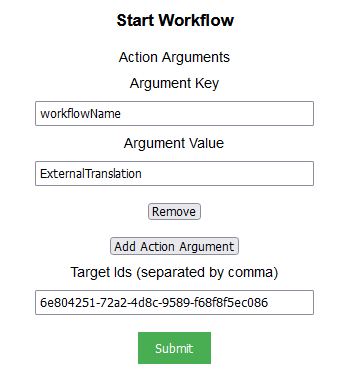 Start Workflow
Action Arguments
Argument Key
workflowName
Argument Value
ExternalTranslation
Remove
Add Action Argument
Target Ids (separated by comma)
6e804251-72a2-4d8c-9589-f68f8f5ec086
Submit